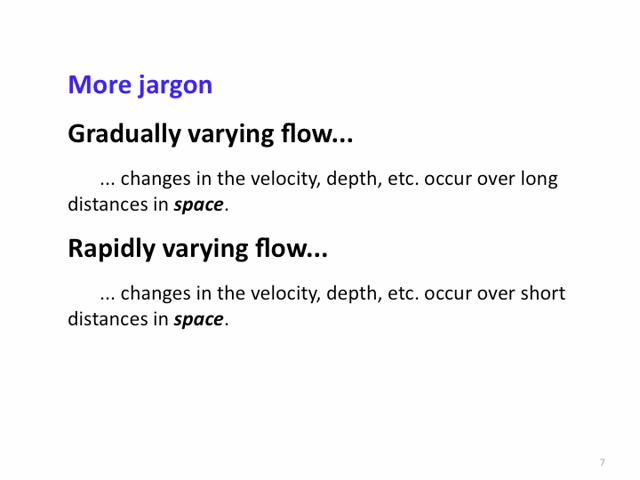 More jargon
Gradually varying flow...
... changes in the velocity, depth, etc. occur over long
distances in space.
Rapidly varying flow...
... changes in the velocity, depth, etc. occur over short
distances in space.
7